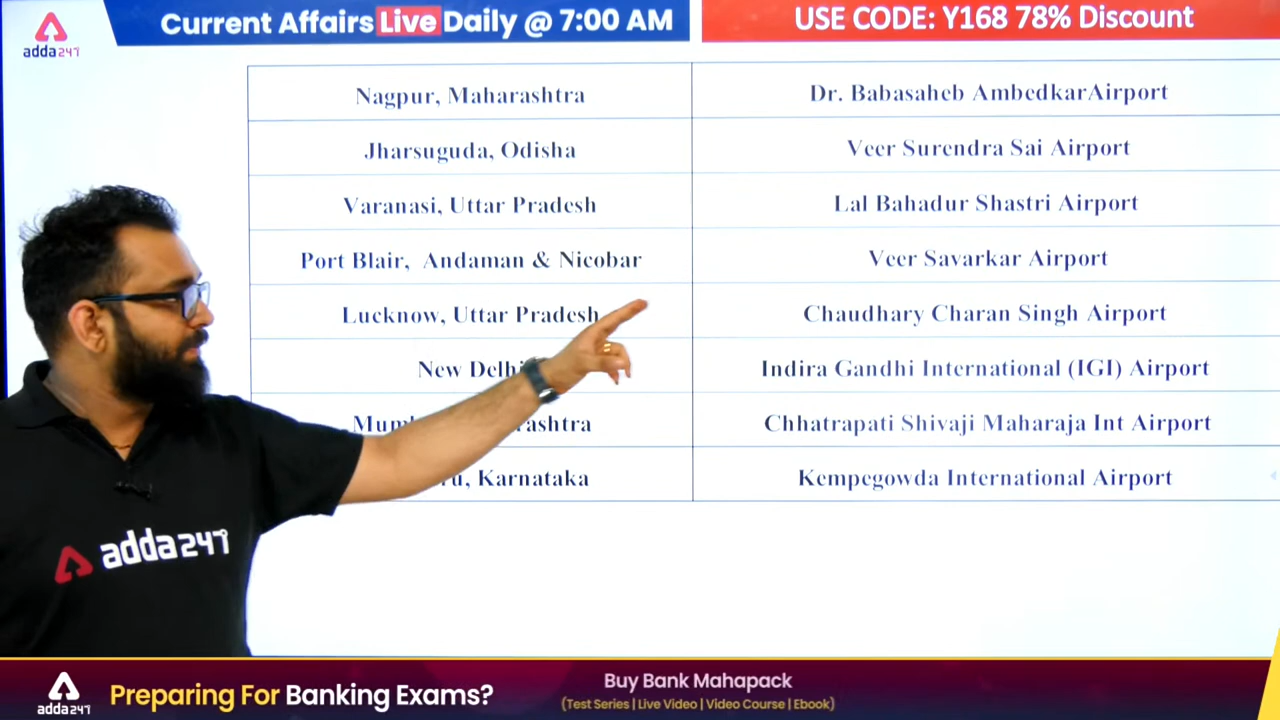 adda247
Current Affairs Live Daily @ 7:00 AM
USE CODE: Y168 78% Discount
Nagpur, Maharashtra
Dr. Babasaheb AmbedkarAirport
Jharsuguda, Odisha
Veer Surendra Sai Airport
Varanasi, Uttar Pradesh
Lal Bahadur Shastri Airport
Port Blair, Andaman & Nicobar
Veer Savarkar Airport
Lucknow, Uttar Pradesh
Chaudhary Charan Singh Airport
New Delhi
Indira Gandhi International (IGI) Airport
Chhatrapati Shivaji Maharaja Int Airport
Karnataka
Kempegowda International Airport
adda247
adda247
Preparing For Banking Exams?
Buy Bank Mahapack
(Test Series | Live Video | Video Course | Ebook)